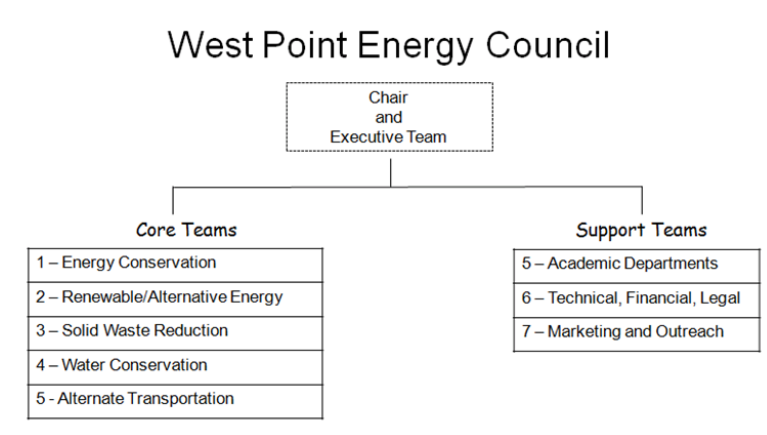 West Point Energy Council
Chair
and
Executive Team
Core Teams
1 – Energy Conservation
2 – Renewable/Alternative Energy
3 – Solid Waste Reduction
4 – Water Conservation
5 - Alternate Transportation
Support Teams
5 – Academic Departments
6 – Technical, Financial, Legal
7 – Marketing and Outreach